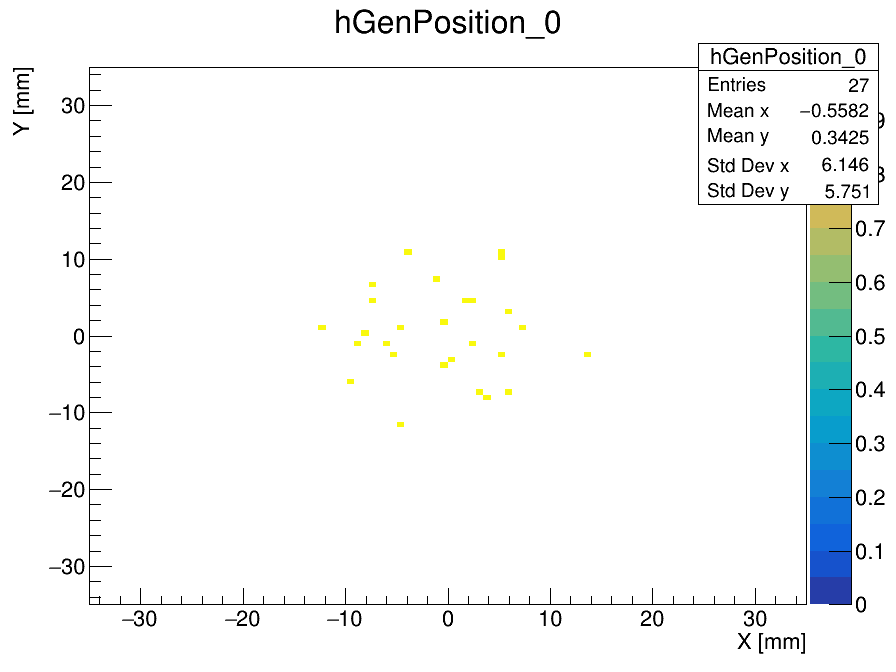 hGenPosition_0
hGenPosition_0
Entries 27
Mean x −0.5582
Mean y 0.3425
Std Dev x 6.146
Std Dev y 5.751
Y [mm]
30
20
10
0
−10
−20
−30
−30 −20 −10 0 10 20 30
X [mm]
0.7
0.6
0.5
0.4
0.3
0.2
0.1
0